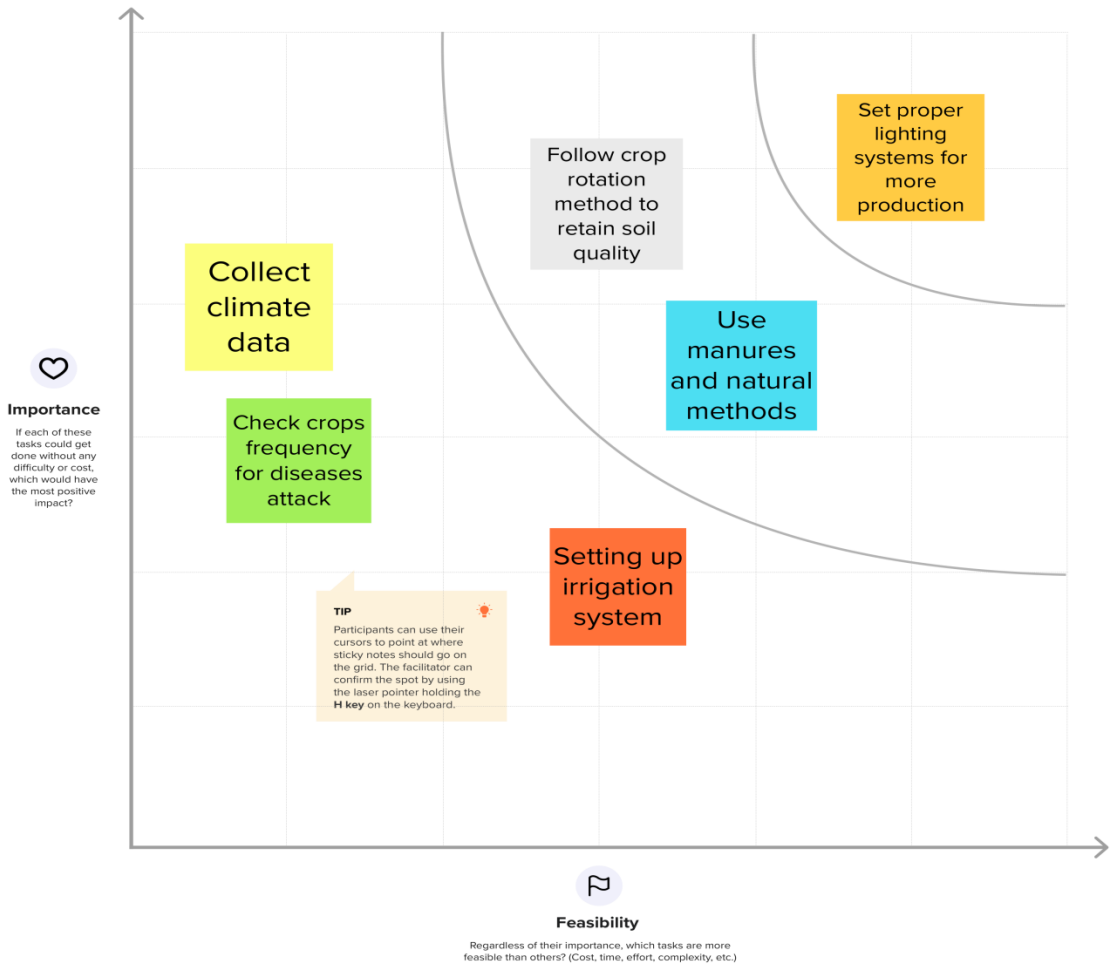 Set proper
lighting
systems for
more
production
Follow crop
rotation
method to
retain soil
quality
Collect
climate
data
Use
manures
and natural
methods
Importance
If each of these
tasks could get
done without any
difficulty or cost,
which would have
the most positive
impact?
Check crops
frequency
for diseases
attack
Setting up
irrigation
system
TIP
Participants can use their
cursors to point at where
sticky notes should go on
the grid. The facilitator can
confirm the spot by using
the laser pointer holding the
H key on the keyboard.
Feasibility
Regardless of their importance, which tasks are more
feasible than others? (Cost, time, effort, complexity, etc.)